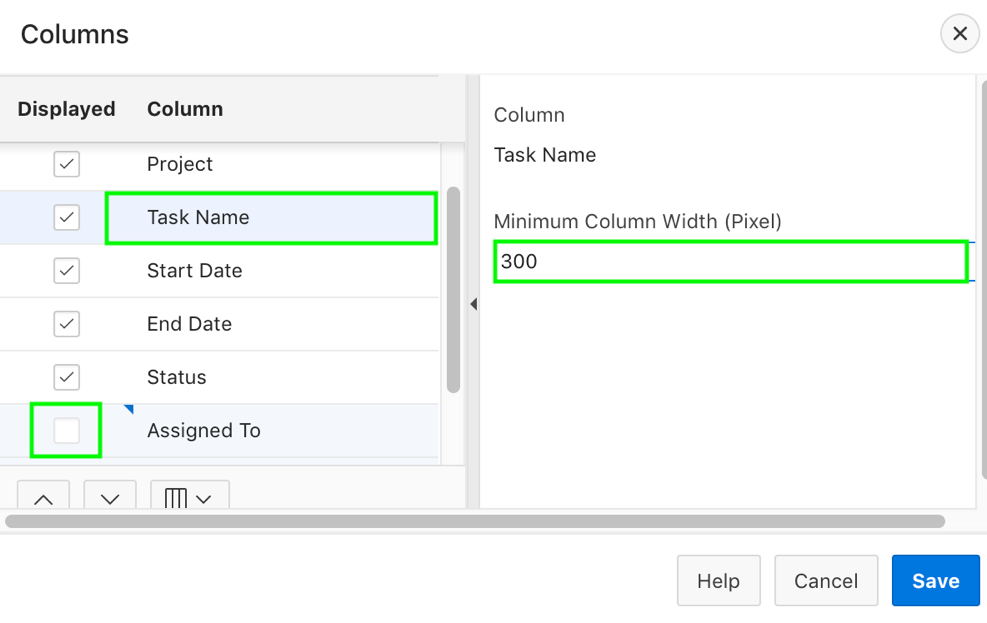 Columns
Displayed Column
Project
Task Name
Start Date
End Date
Status
Assigned To
Column
Task Name
Minimum Column Width (Pixel)
300
Help Cancel Save